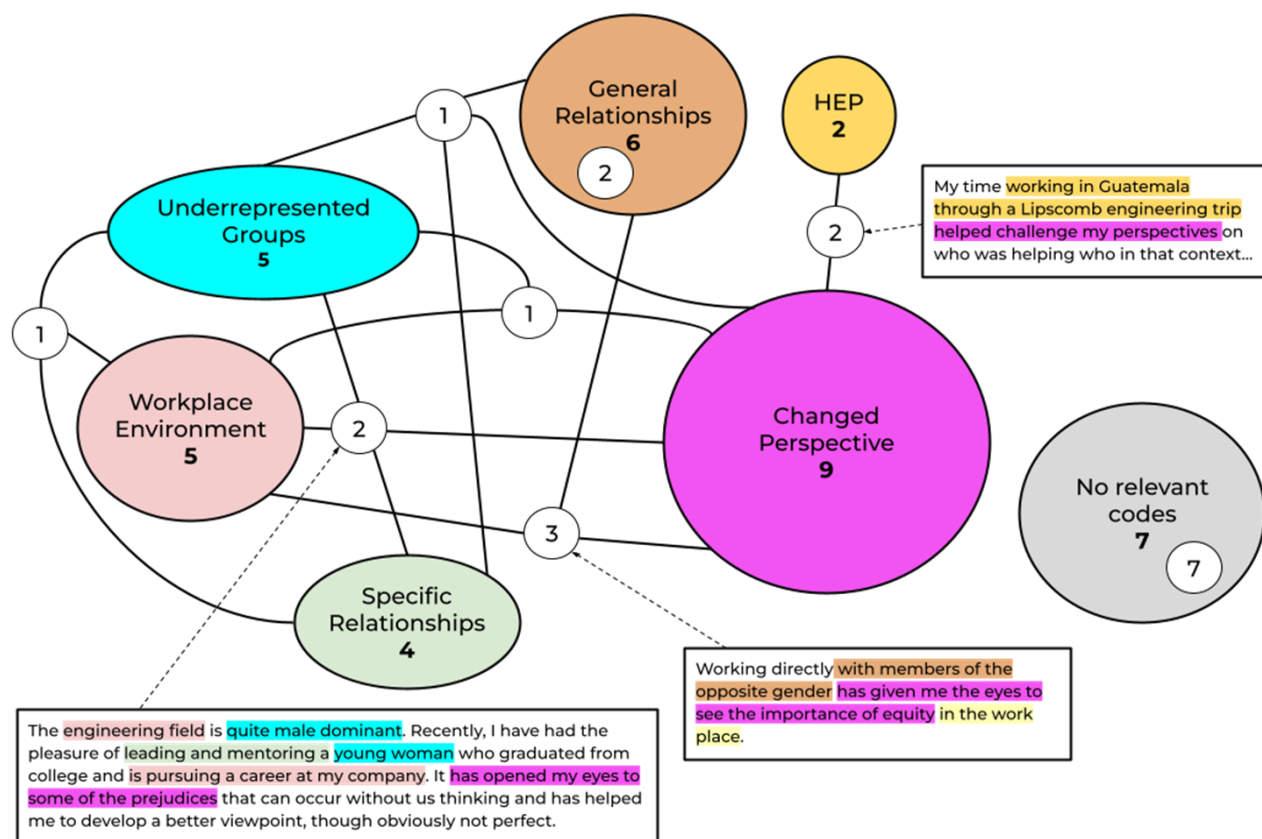 General
Relationships
6
2
HEP
2
1
My time working in Guatemala
through a Lipscomb engineering trip
helped challenge my perspectives on
who was helping who in that context...
2
Underrepresented
Groups
5
1
1
Workplace
Environment
5
2
Changed
Perspective
9
No relevant
codes
7
7
3
Specific
Relationships
4
Working directly with members of the
opposite gender has given me the eyes to
see the importance of equity in the work
place.
The engineering field is quite male dominant. Recently, I have had the
pleasure of leading and mentoring a young woman who graduated from
college and is pursuing a career at my company. It has opened my eyes to
some of the prejudices that can occur without us thinking and has helped
me to develop a better viewpoint, though obviously not perfect.